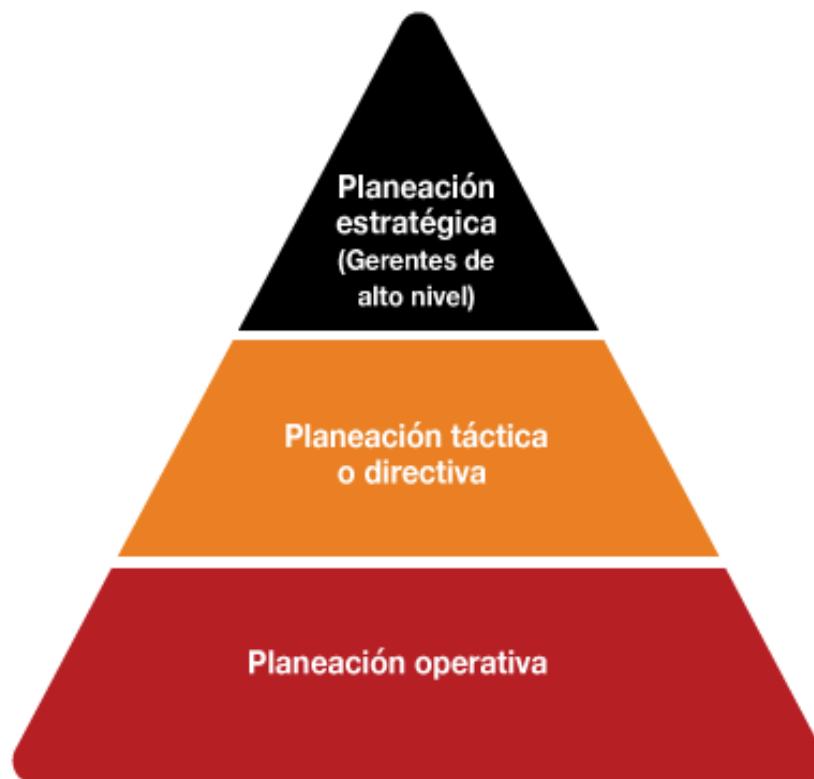 Planeación
estratégica
(Gerentes de
alto nivel)
Planeación táctica
o directiva
Planeación operativa